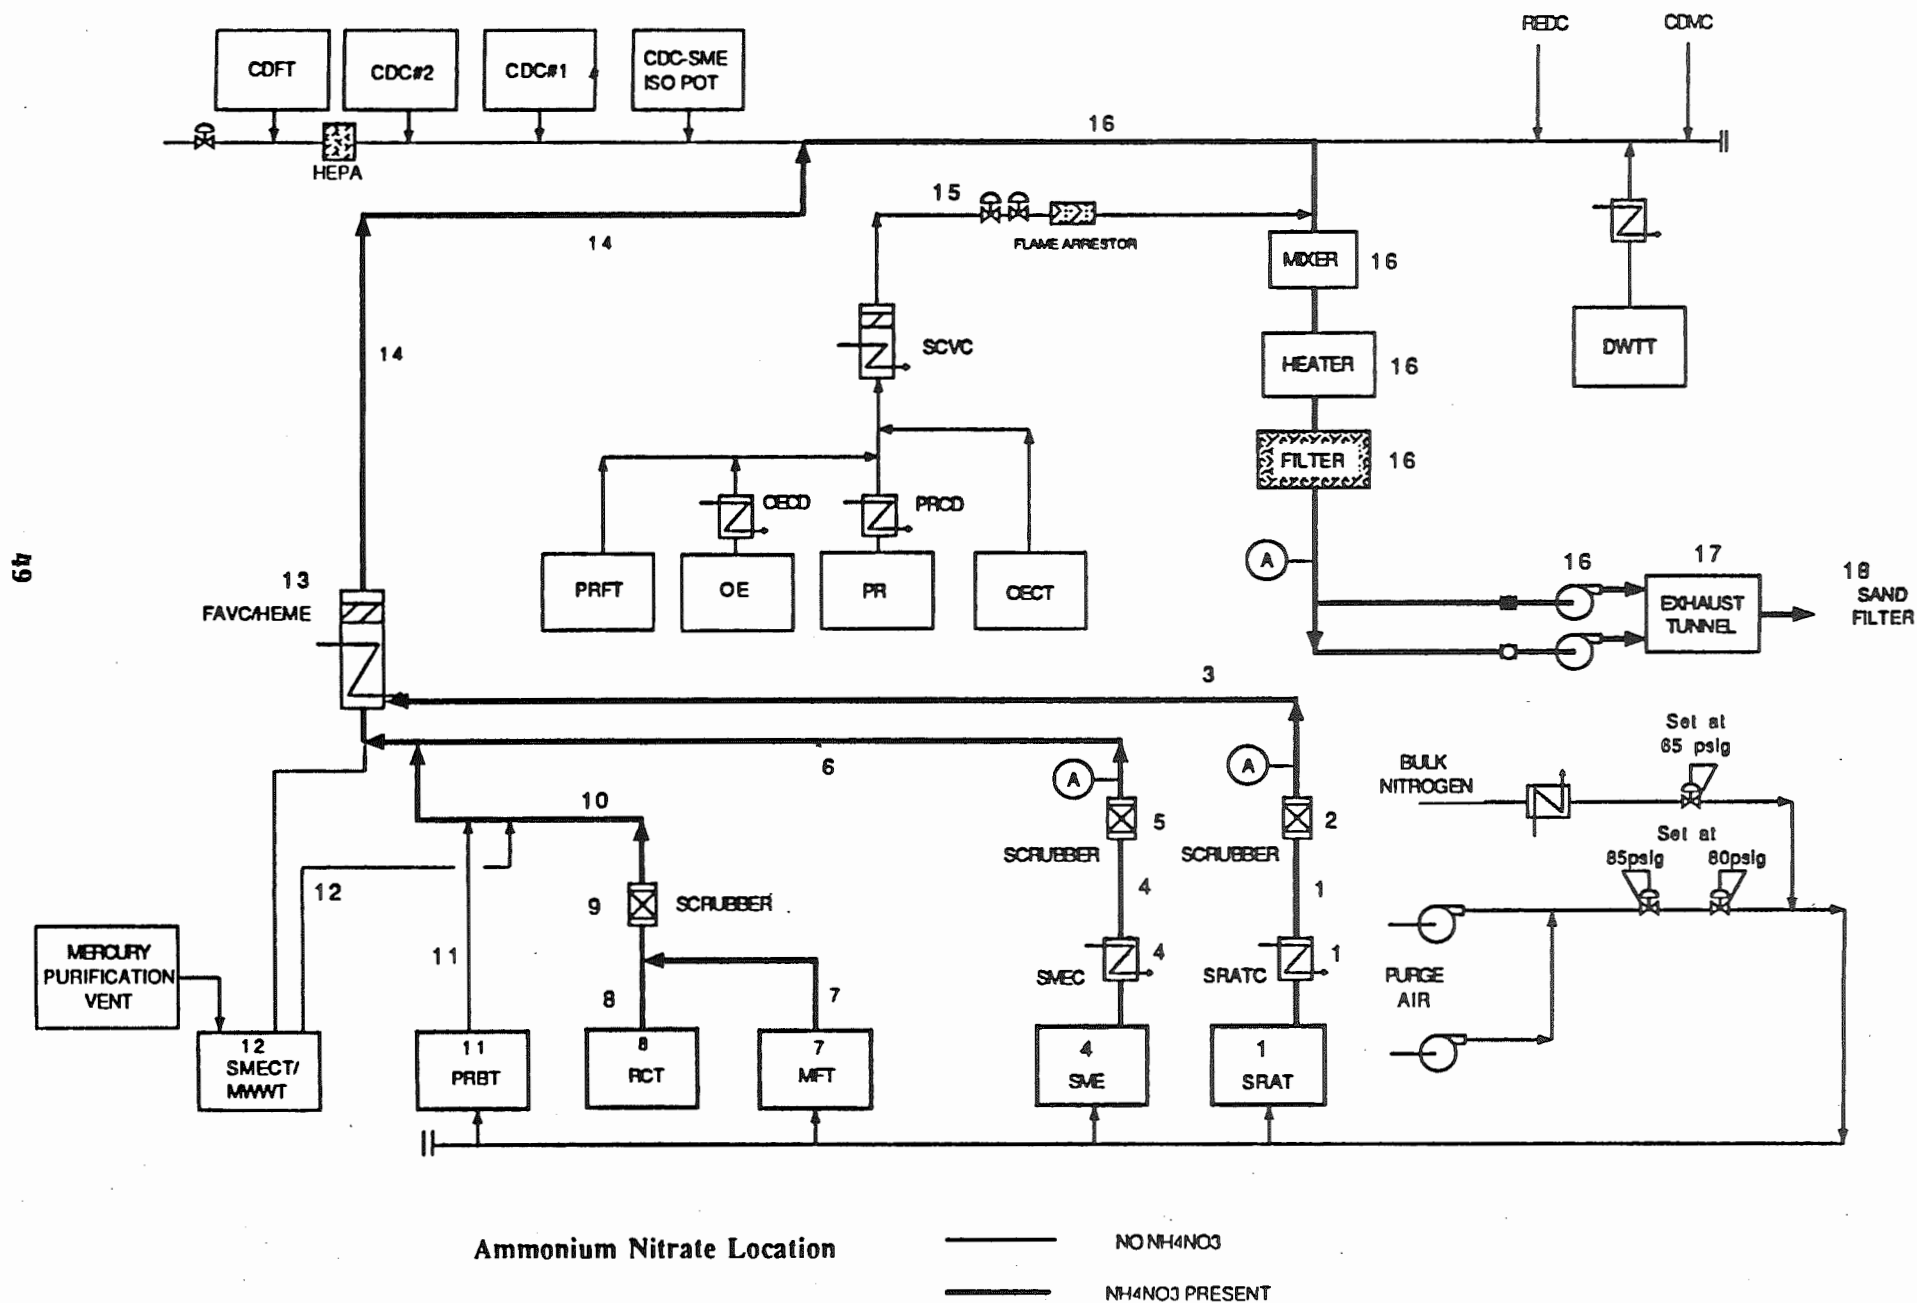 REDC
CDMC
CDFT
CDC#2
CDC#1
CDC-SME
ISO POT
HEPA
16
15
FLAME ARRESTOR
14
MIXER
16
14
SCVC
HEATER
16
DWTT
FILTER
16
OECD
PRCD
A
49
PRFT
OE
PR
OECT
13
FAVC/HEME
16
17
EXHAUST
TUNNEL
18
SAND
FILTER
3
6
A
A
Set at
65 psig
BULK
NITROGEN
10
5
SCRUBBER
2
SCRUBBER
Set at
85psig
80psig
12
9
SCRUBBER
4
1
MERCURY
PURIFICATION
VENT
11
8
7
SMEC
4
SRATC
1
PURGE
AIR
12
SMECT/
MWWT
11
PRBT
8
RCT
7
MFT
4
SME
1
SRAT
Ammonium Nitrate Location
NO NH4NO3
NH4NO3 PRESENT